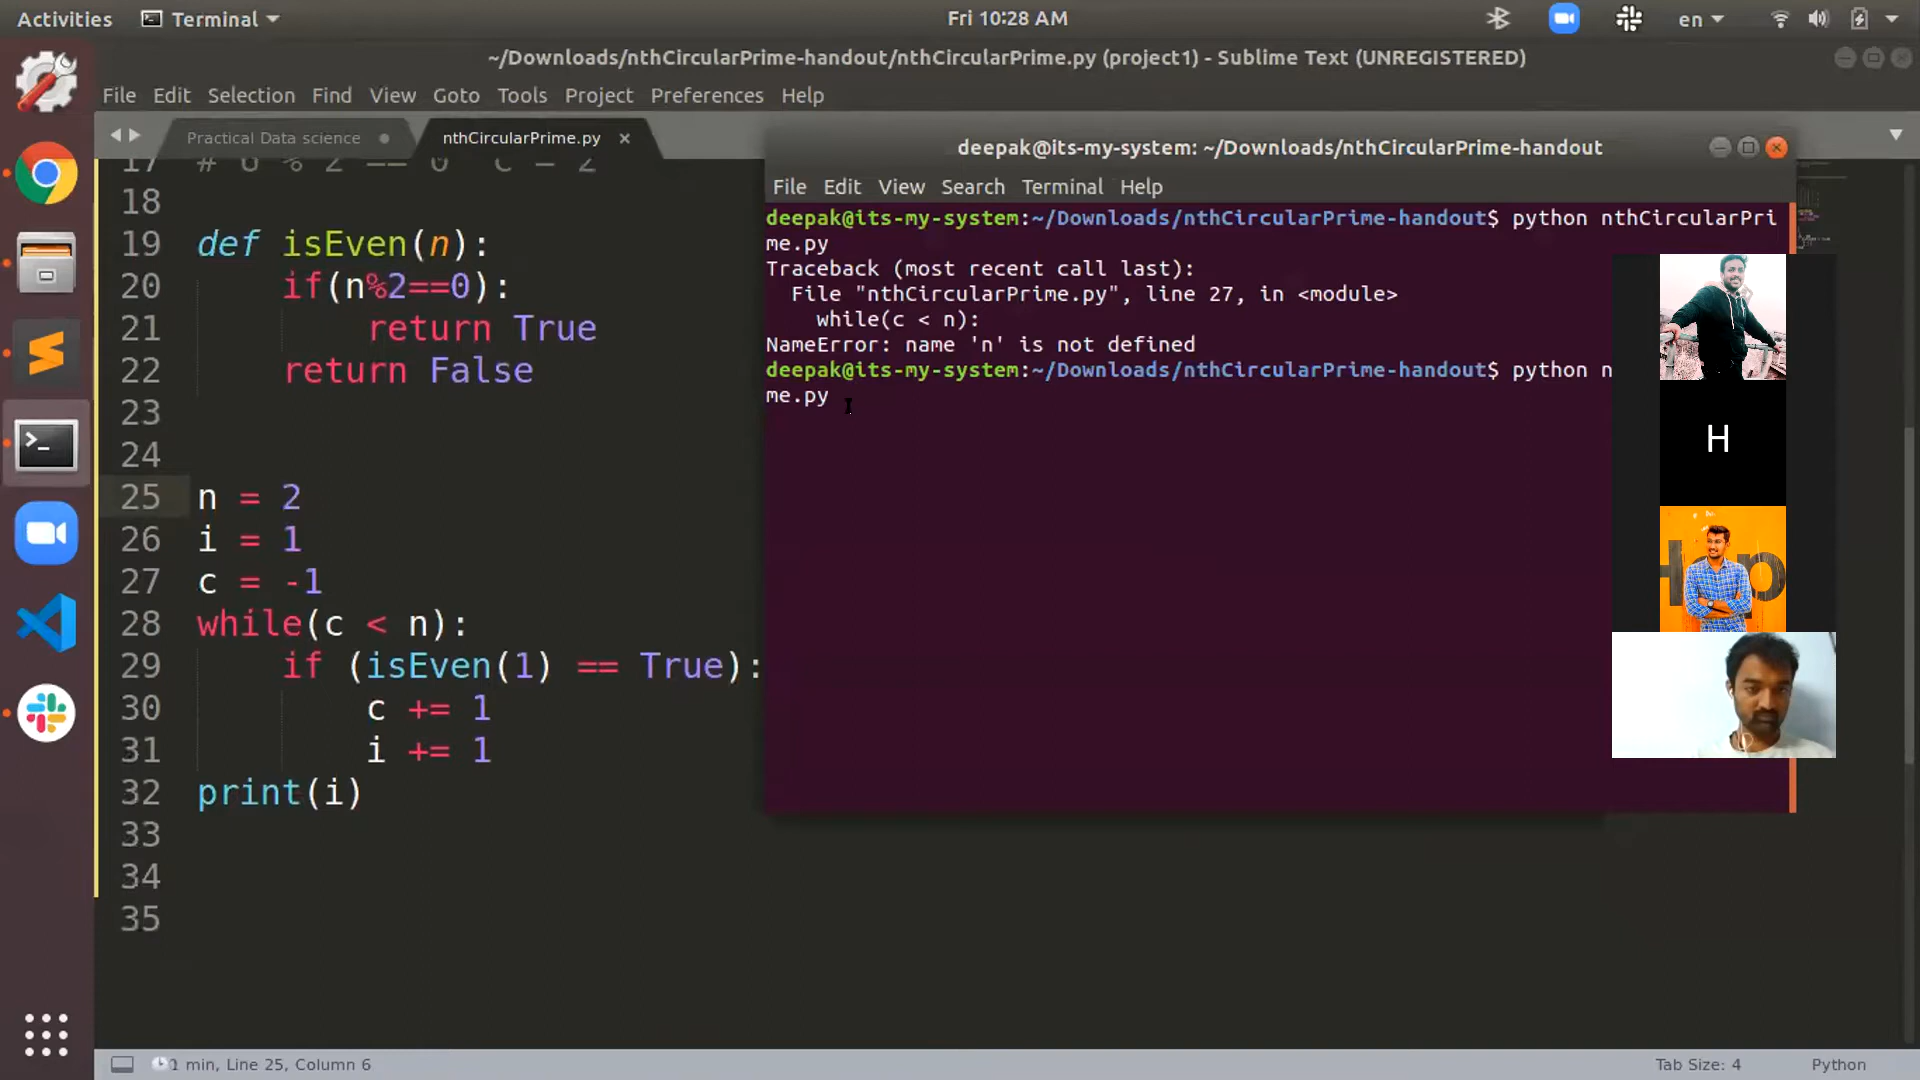 Activities
Terminal
Fri 10:28 AM
en
~/Downloads/nthCircularPrime-handout/nthCircularPrime.py (project1) - Sublime Text (UNREGISTERED)
File Edit Selection Find View Goto Tools Project Preferences Help
Practical Data science
nthCircularPrime.py
17 # 6 % 2 == 0 c = 2
18
19 def isEven(n):
20 if(n%2==0):
21 return True
22 return False
23
24
25 n = 2
26 i = 1
27 c = -1
28 while(c < n):
29 if (isEven(1) == True):
30 c += 1
31 i += 1
32 print(i)
33
34
35
deepak@its-my-system: ~/Downloads/nthCircularPrime-handout
File Edit View Search Terminal Help
deepak@its-my-system:~/Downloads/nthCircularPrime-handout$ python nthCircularPri
me.py
Traceback (most recent call last):
File "nthCircularPrime.py", line 27, in <module>
while(c < n):
NameError: name 'n' is not defined
deepak@its-my-system:~/Downloads/nthCircularPrime-handout$ python n
me.py
H
1 min, Line 25, Column 6
Tab Size: 4
Python